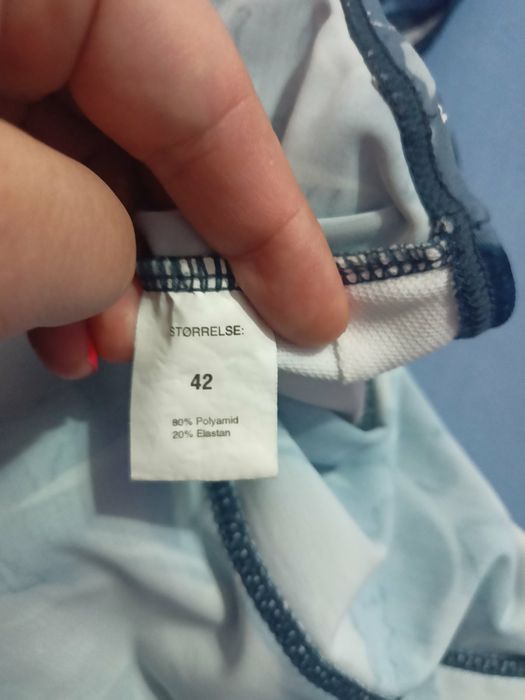 STØRRELSE:
42
80% Polyamid
20% Elastan